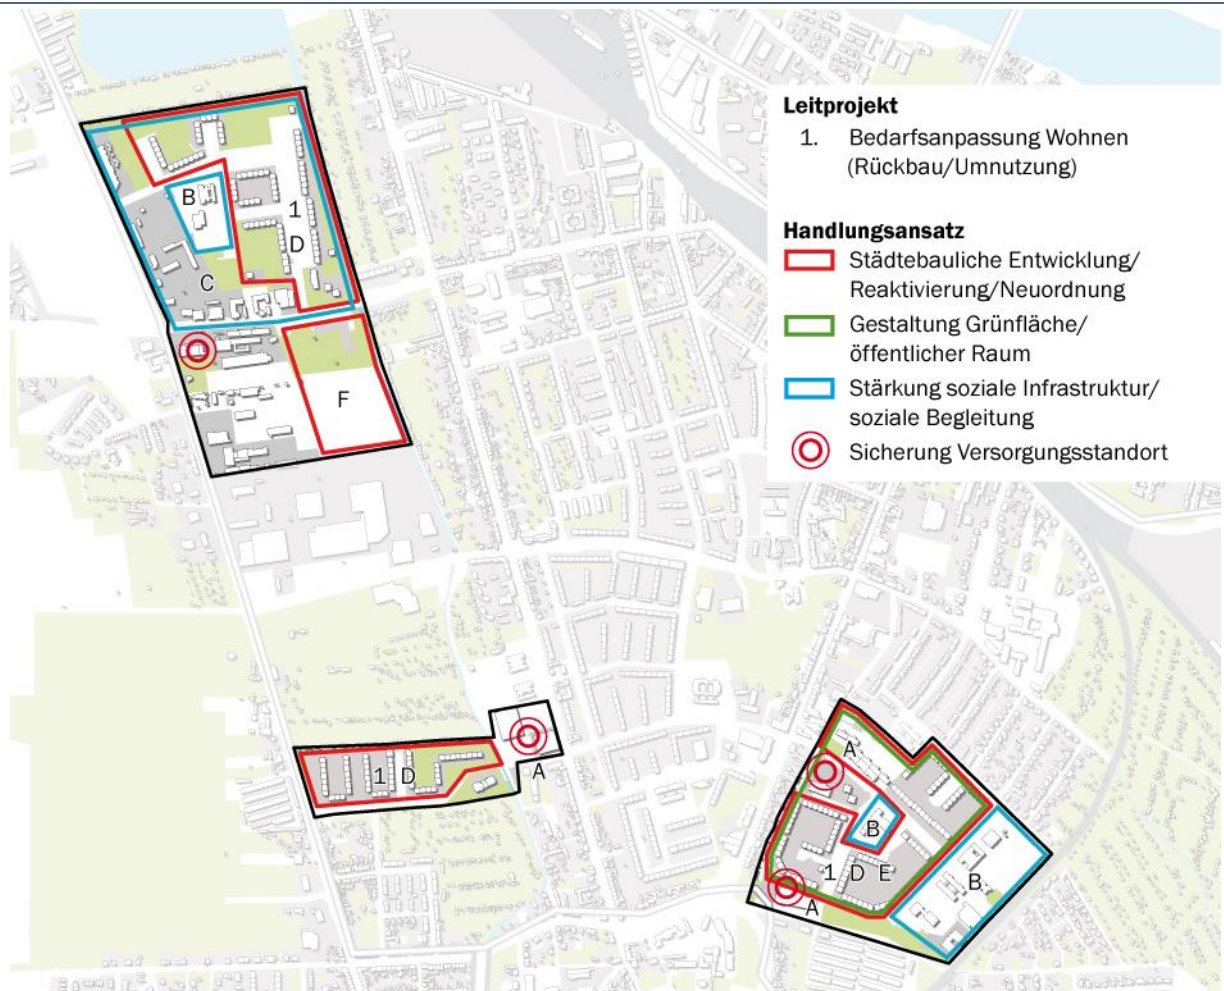 Leitprojekt
1. Bedarfsanpassung Wohnen
(Rückbau/Umnutzung)
Handlungsansatz
Städtebauliche Entwicklung/
Reaktivierung/Neuordnung
Gestaltung Grünfläche/
öffentlicher Raum
Stärkung soziale Infrastruktur/
soziale Begleitung
Sicherung Versorgungsstandort
B
1
D
C
F
1 D
A
A
B
1 D E
B
A